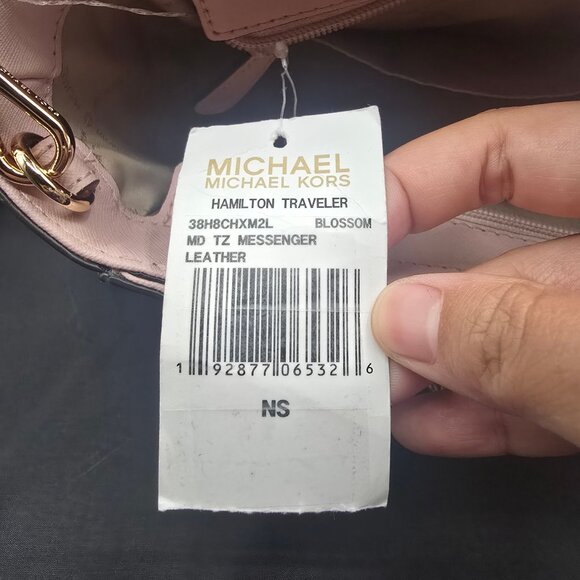 MICHAEL
MICHAEL KORS
HAMILTON TRAVELER
38H8CHXM2L BLOSSOM
MD TZ MESSENGER
LEATHER
1 92877 06532 6
NS